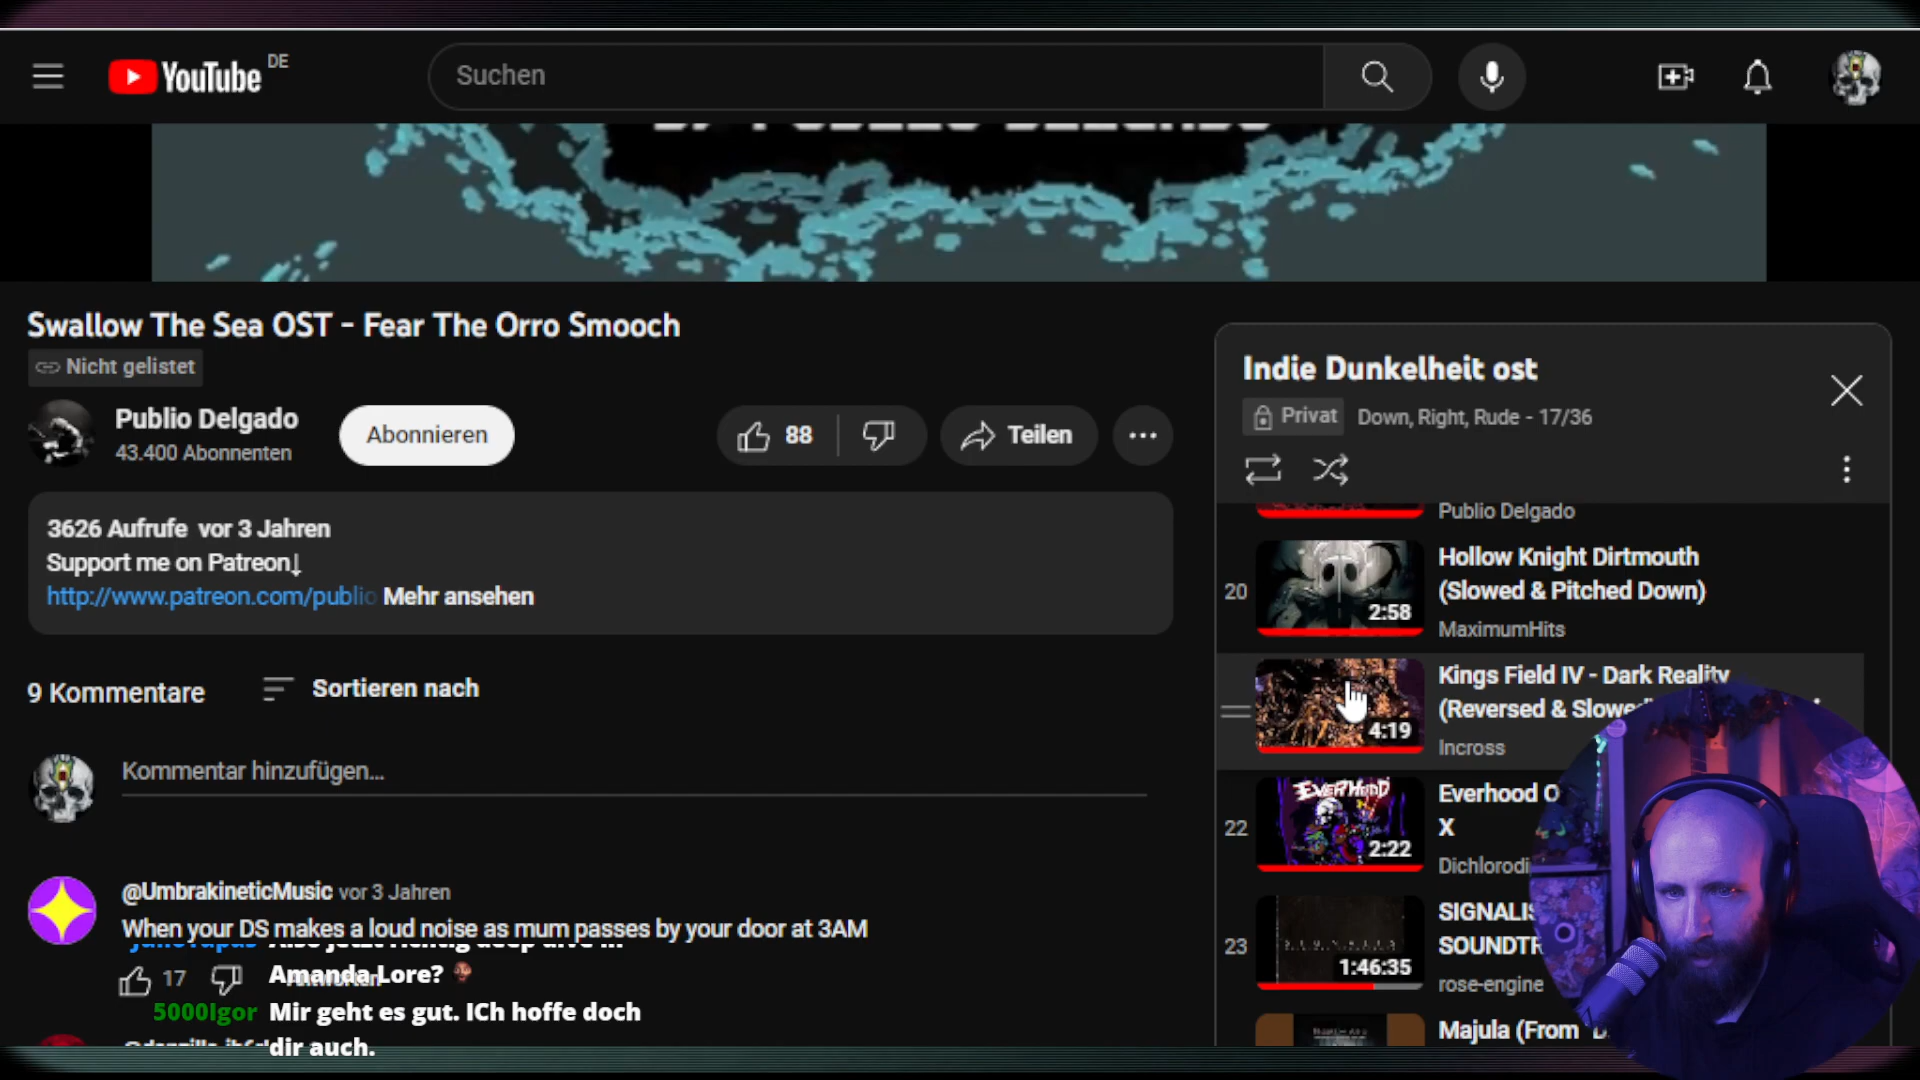 YouTube DE
Suchen
Swallow The Sea OST - Fear The Orro Smooch
Nicht gelistet
Publio Delgado
43.400 Abonnenten
Abonnieren
88
Teilen
3626 Aufrufe vor 3 Jahren
Support me on Patreon↓
http://www.patreon.com/publio Mehr ansehen
9 Kommentare
Sortieren nach
Kommentar hinzufügen...
@UmbrakineticMusic vor 3 Jahren
When your DS makes a loud noise as mum passes by your door at 3AM
17
Amanda Lore?
5000Igor Mir geht es gut. ICh hoffe doch
dir auch.
Indie Dunkelheit ost
Privat Down, Right, Rude - 17/36
Publio Delgado
20
2:58
Hollow Knight Dirtmouth
(Slowed & Pitched Down)
MaximumHits
4:19
Kings Field IV - Dark Reality
(Reversed & Slowed
Incross
22
EVERHOOD
2:22
Everhood O
X
Dichlorodi
23
1:46:35
SIGNALIS
SOUNDTR
rose-engine
Majula (From